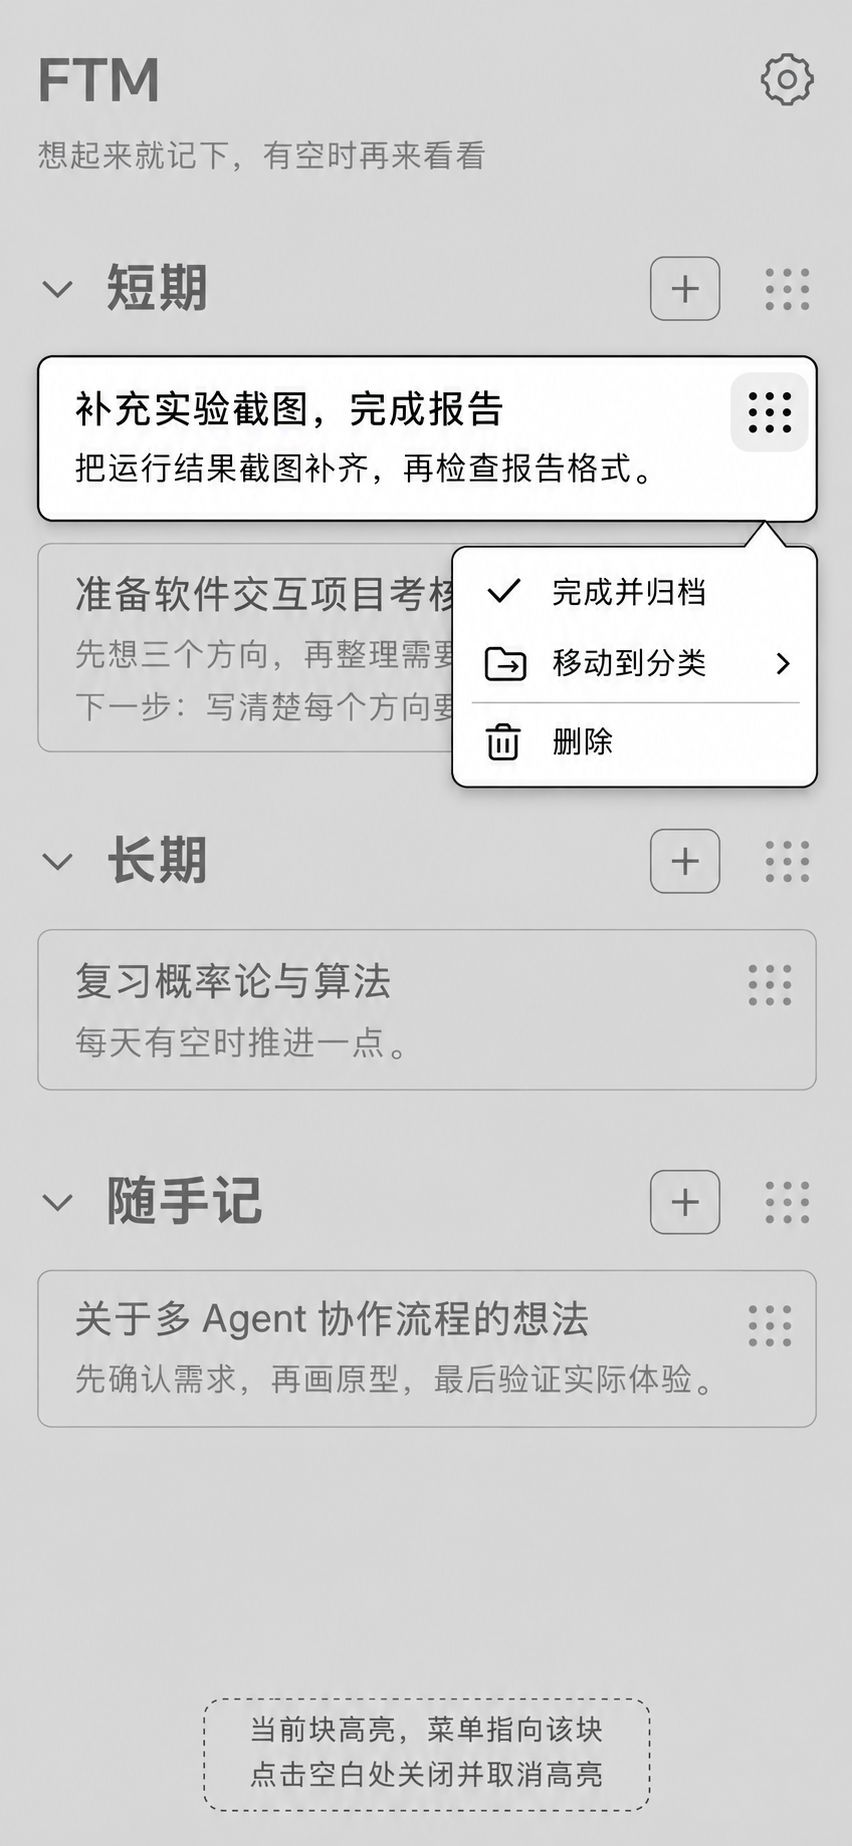 FTM
想起来就记下，有空时再来看看
短期
补充实验截图，完成报告
把运行结果截图补齐，再检查报告格式。
准备软件交互项目考核
先想三个方向，再整理需要
下一步：写清楚每个方向要
完成并归档
移动到分类
删除
长期
复习概率论与算法
每天有空时推进一点。
随手记
关于多 Agent 协作流程的想法
先确认需求，再画原型，最后验证实际体验。
当前块高亮，菜单指向该块
点击空白处关闭并取消高亮